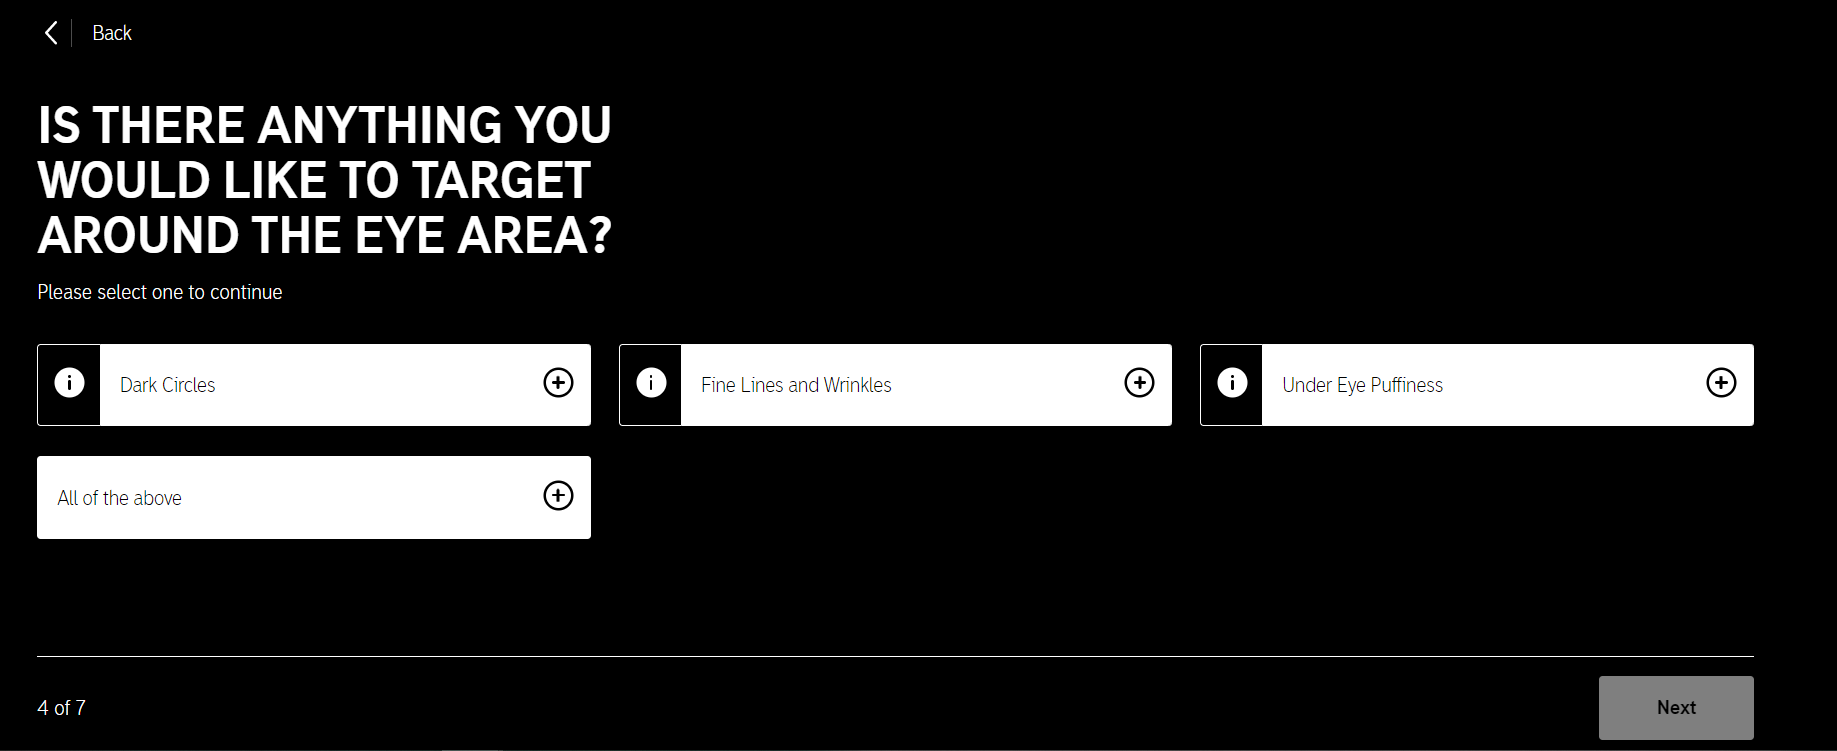 Back
IS THERE ANYTHING YOU
WOULD LIKE TO TARGET
AROUND THE EYE AREA?
Please select one to continue
Dark Circles
Fine Lines and Wrinkles
Under Eye Puffiness
All of the above
4 of 7
Next